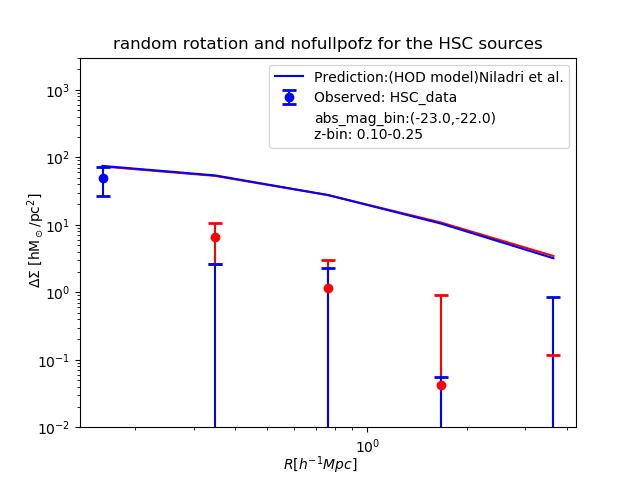 random rotation and nofullpofz for the HSC sources
Prediction:(HOD model)Niladri et al.
Observed: HSC_data
abs_mag_bin:(-23.0,-22.0)
z-bin: 0.10-0.25
ΔΣ [hM⊙/pc²]
10³
10²
10¹
10⁰
10⁻¹
10⁻²
10⁰
R[h⁻¹Mpc]